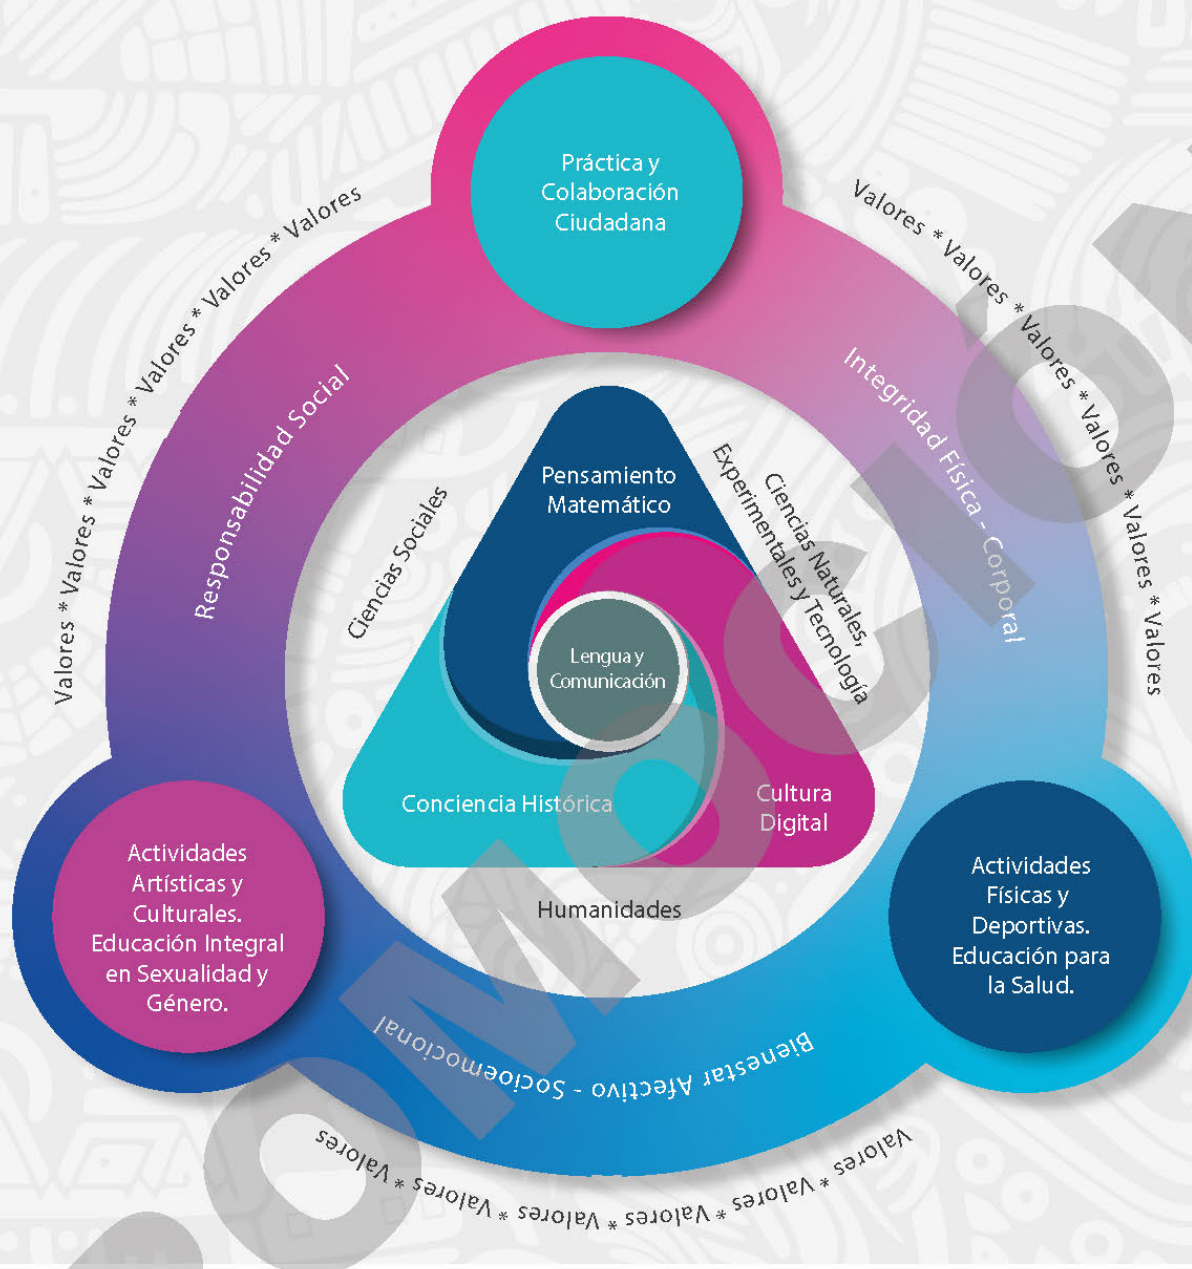 Práctica y
Colaboración
Ciudadana
Valores * Valores * Valores * Valores * Valores * Valores
Valores * Valores * Valores * Valores * Valores * Valores
Responsabilidad Social
Integridad Física - Corporal
Ciencias Sociales
Pensamiento
Matemático
Ciencias Naturales,
Experimentales y Tecnología
Lengua y
Comunicación
Conciencia Histórica
Cultura
Digital
Humanidades
Actividades
Artísticas y
Culturales.
Educación Integral
en Sexualidad y
Género.
Actividades
Físicas y
Deportivas.
Educación para
la Salud.
Bienestar Afectivo - Socioemocional
Valores * Valores * Valores * Valores * Valores * Valores